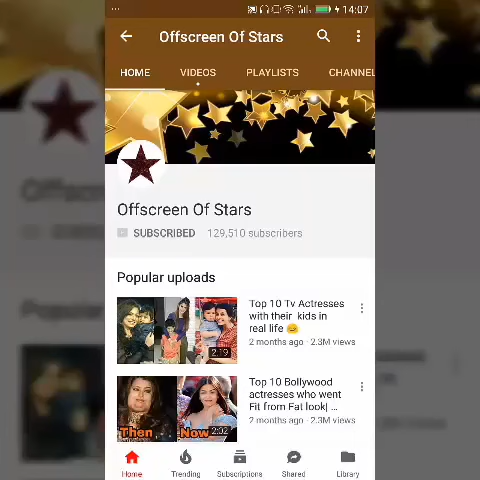 14:07
Offscreen Of Stars
HOME VIDEOS PLAYLISTS CHANNEL
Offscreen Of Stars
SUBSCRIBED 129,510 subscribers
Popular uploads
Top 10 Tv Actresses
with their kids in
real life 😊
2 months ago · 2.3M views
2:19
Top 10 Bollywood
actresses who went
Fit from Fat look| ...
2 months ago · 2.3M views
Then Now 2:02
Home Trending Subscriptions Shared Library